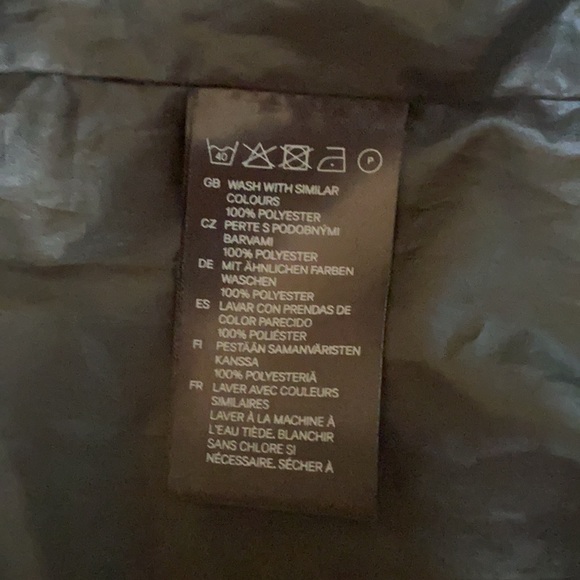 40 P
GB WASH WITH SIMILAR
COLOURS
100% POLYESTER
CZ PERTE S PODOBNÝMI
BARVAMI
100% POLYESTER
DE MIT ÄHNLICHEN FARBEN
WASCHEN
100% POLYESTER
ES LAVAR CON PRENDAS DE
COLOR PARECIDO
100% POLIÉSTER
FI PESTÄÄN SAMANVÄRISTEN
KANSSA
100% POLYESTERIÄ
FR LAVER AVEC COULEURS
SIMILAIRES
LAVER À LA MACHINE À
L'EAU TIÈDE, BLANCHIR
SANS CHLORE SI
NÉCESSAIRE, SÉCHER À